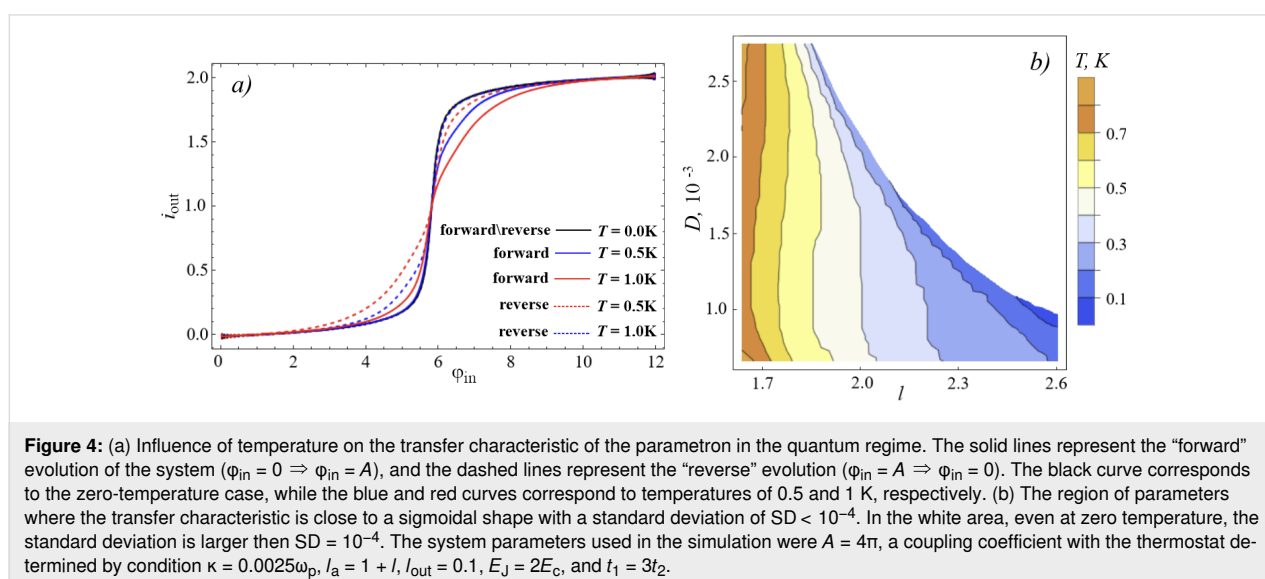 a)
2.0
1.5
1.0
0.5
0.0
i_out
forward\reverse T = 0.0K
forward T = 0.5K
forward T = 1.0K
reverse T = 0.5K
reverse T = 1.0K
0 2 4 6 8 10 12
φ_in
b)
2.5
2.0
1.5
1.0
D, 10⁻³
1.7 2.0 2.3 2.6
l
T, K
0.7
0.5
0.3
0.1
Figure 4: (a) Influence of temperature on the transfer characteristic of the parametron in the quantum regime. The solid lines represent the “forward”
evolution of the system (φin = 0 ⇒ φin = A), and the dashed lines represent the “reverse” evolution (φin = A ⇒ φin = 0). The black curve corresponds
to the zero-temperature case, while the blue and red curves correspond to temperatures of 0.5 and 1 K, respectively. (b) The region of parameters
where the transfer characteristic is close to a sigmoidal shape with a standard deviation of SD < 10⁻⁴. In the white area, even at zero temperature, the
standard deviation is larger then SD = 10⁻⁴. The system parameters used in the simulation were A = 4π, a coupling coefficient with the thermostat de-
termined by condition κ = 0.0025ωp, la = 1 + l, lout = 0.1, EJ = 2Ec, and t1 = 3t2.